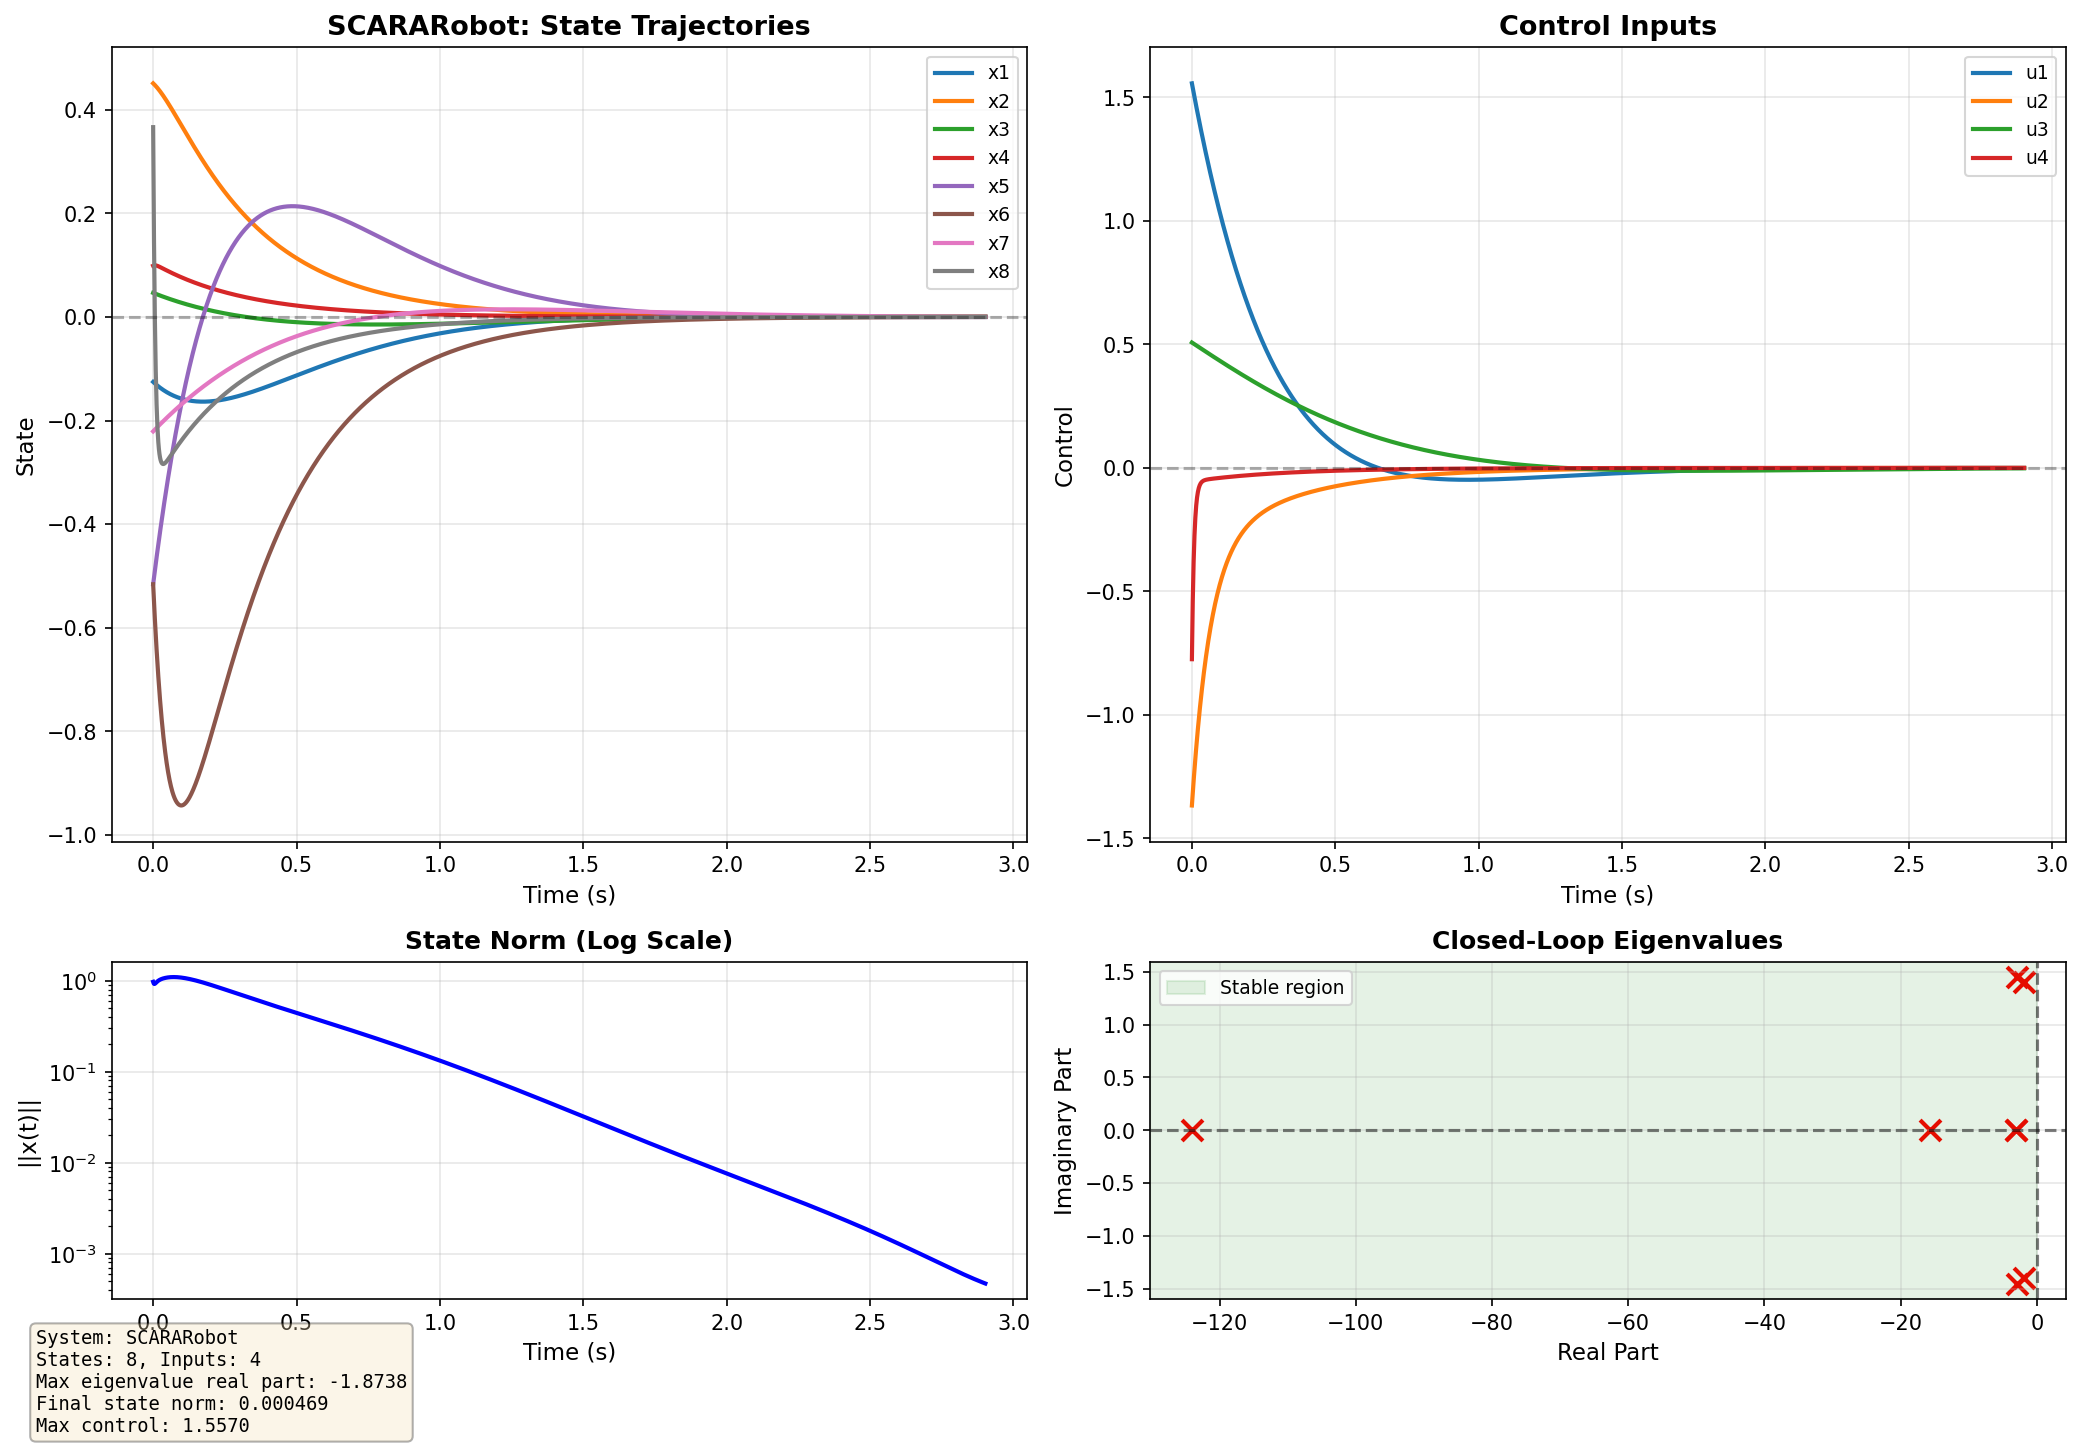 SCARARobot: State Trajectories
State
0.4
0.2
0.0
−0.2
−0.4
−0.6
−0.8
−1.0
x1
x2
x3
x4
x5
x6
x7
x8
0.0 0.5 1.0 1.5 2.0 2.5 3.0
Time (s)
Control Inputs
Control
1.5
1.0
0.5
0.0
−0.5
−1.0
−1.5
u1
u2
u3
u4
0.0 0.5 1.0 1.5 2.0 2.5 3.0
Time (s)
State Norm (Log Scale)
||x(t)||
10⁰
10⁻¹
10⁻²
10⁻³
0.0 0.5 1.0 1.5 2.0 2.5 3.0
Time (s)
Closed-Loop Eigenvalues
Imaginary Part
1.5
1.0
0.5
0.0
−0.5
−1.0
−1.5
Stable region
−120 −100 −80 −60 −40 −20 0
Real Part
System: SCARARobot
States: 8, Inputs: 4
Max eigenvalue real part: -1.8738
Final state norm: 0.000469
Max control: 1.5570